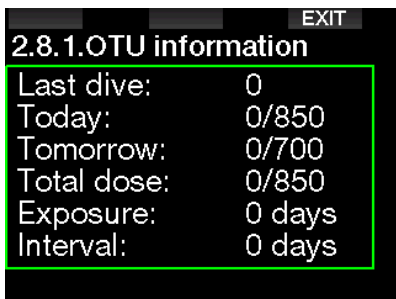 EXIT
2.8.1.OTU information
Last dive: 0
Today: 0/850
Tomorrow: 0/700
Total dose: 0/850
Exposure: 0 days
Interval: 0 days